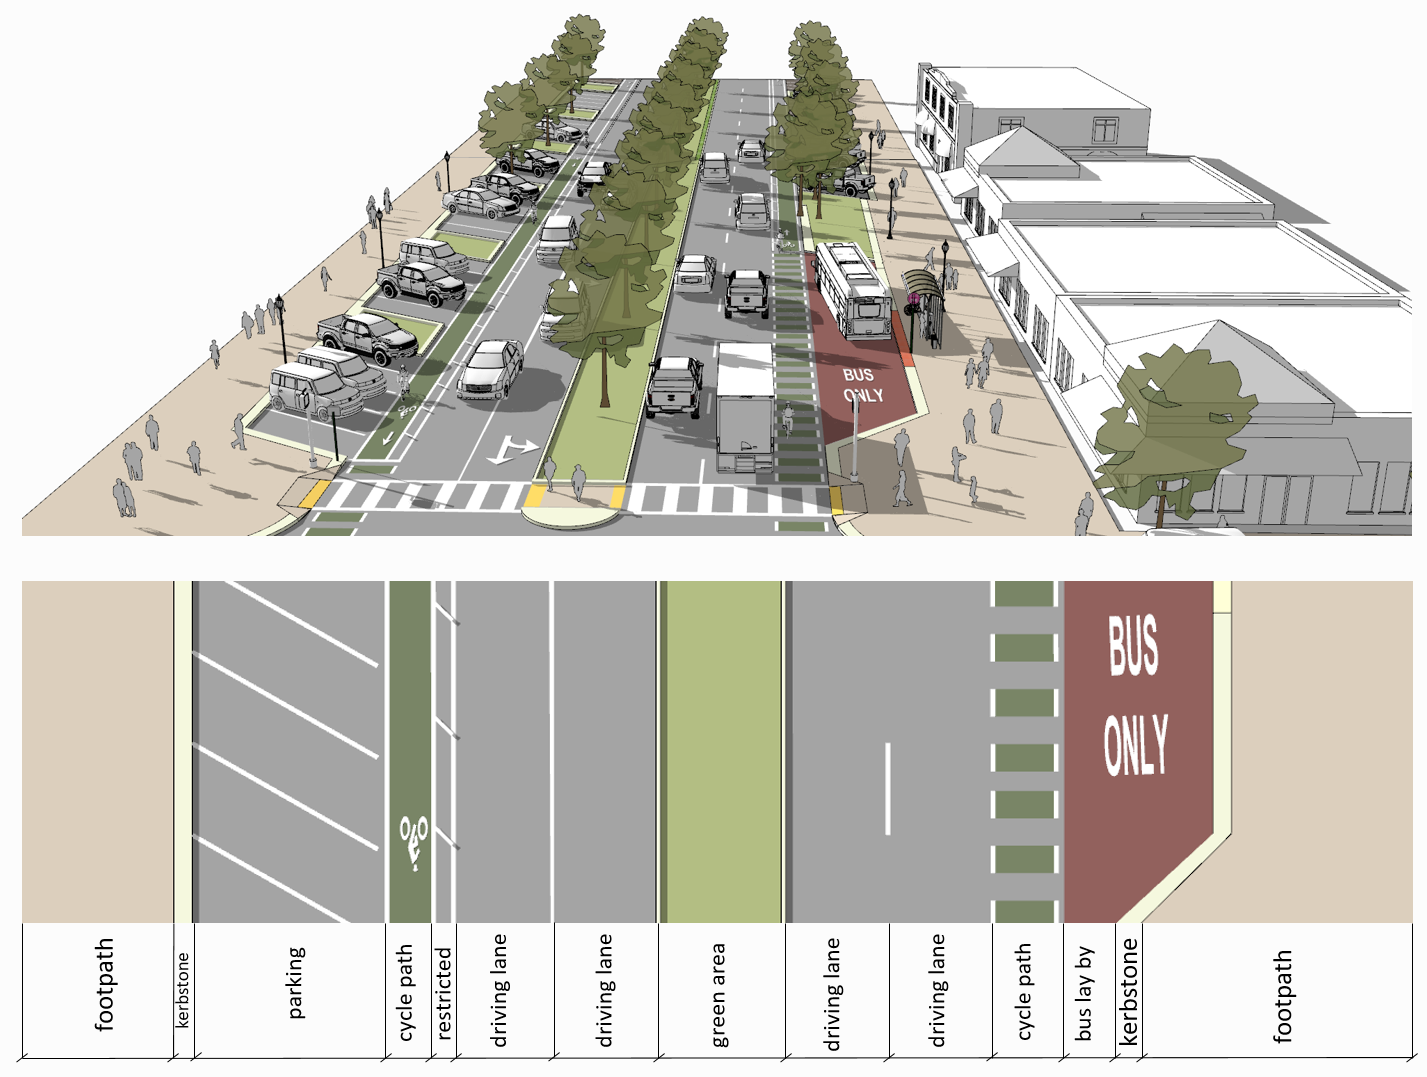 BUS
ONLY
BUS
ONLY
footpath
kerbstone
parking
cycle path
restricted
driving lane
driving lane
green area
driving lane
driving lane
cycle path
bus lay by
kerbstone
footpath